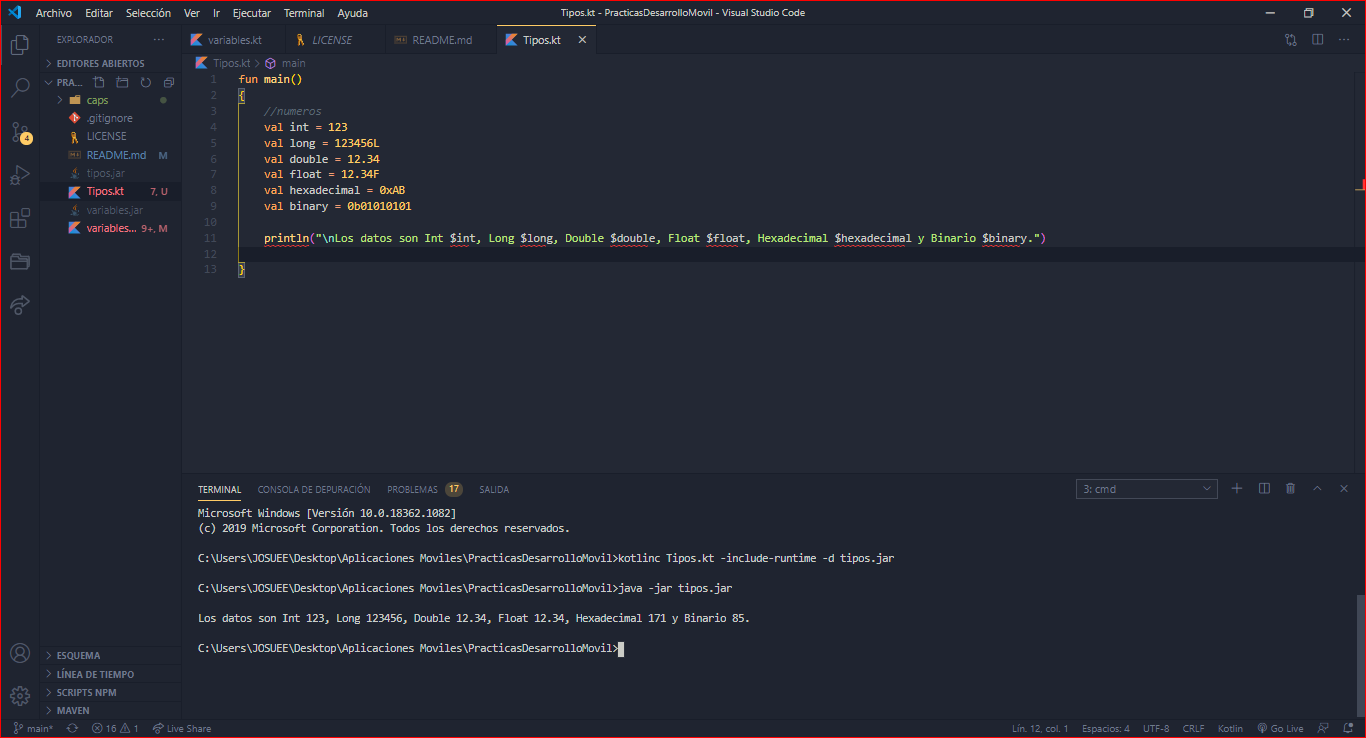 Archivo Editar Selección Ver Ir Ejecutar Terminal Ayuda
Tipos.kt - PracticasDesarrolloMovil - Visual Studio Code
EXPLORADOR ...
variables.kt LICENSE README.md Tipos.kt
EDITORES ABIERTOS
Tipos.kt > main
PRA...
caps
.gitignore
LICENSE
README.md M
tipos.jar
Tipos.kt 7, U
variables.jar
variables... 9+, M
4
1 fun main()
2 {
3 //numeros
4 val int = 123
5 val long = 123456L
6 val double = 12.34
7 val float = 12.34F
8 val hexadecimal = 0xAB
9 val binary = 0b01010101
10
11 println("\nLos datos son Int $int, Long $long, Double $double, Float $float, Hexadecimal $hexadecimal y Binario $binary.")
12
13 }
TERMINAL CONSOLA DE DEPURACIÓN PROBLEMAS 17 SALIDA
3: cmd
Microsoft Windows [Versión 10.0.18362.1082]
(c) 2019 Microsoft Corporation. Todos los derechos reservados.
C:\Users\JOSUEE\Desktop\Aplicaciones Moviles\PracticasDesarrolloMovil>kotlinc Tipos.kt -include-runtime -d tipos.jar
C:\Users\JOSUEE\Desktop\Aplicaciones Moviles\PracticasDesarrolloMovil>java -jar tipos.jar
Los datos son Int 123, Long 123456, Double 12.34, Float 12.34, Hexadecimal 171 y Binario 85.
C:\Users\JOSUEE\Desktop\Aplicaciones Moviles\PracticasDesarrolloMovil>
ESQUEMA
LÍNEA DE TIEMPO
SCRIPTS NPM
MAVEN
main* 16 1 Live Share
Lín. 12, col. 1 Espacios: 4 UTF-8 CRLF Kotlin Go Live